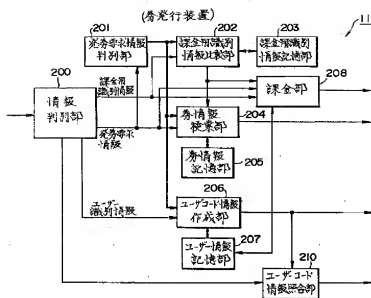 (券発行装置)
11
201
発券要求情報
判別部
202
課金用識別
情報比較部
203
課金用識別
情報記憶部
200
情報
判別部
課金用
識別情報
発券要求
情報
208
課金部
204
券情報
検索部
券情報
記憶部
205
ユーザー
識別情報
206
ユーザコード情報
作成部
ユーザー情報
記憶部
207
210
ユーザーコード
情報照合部